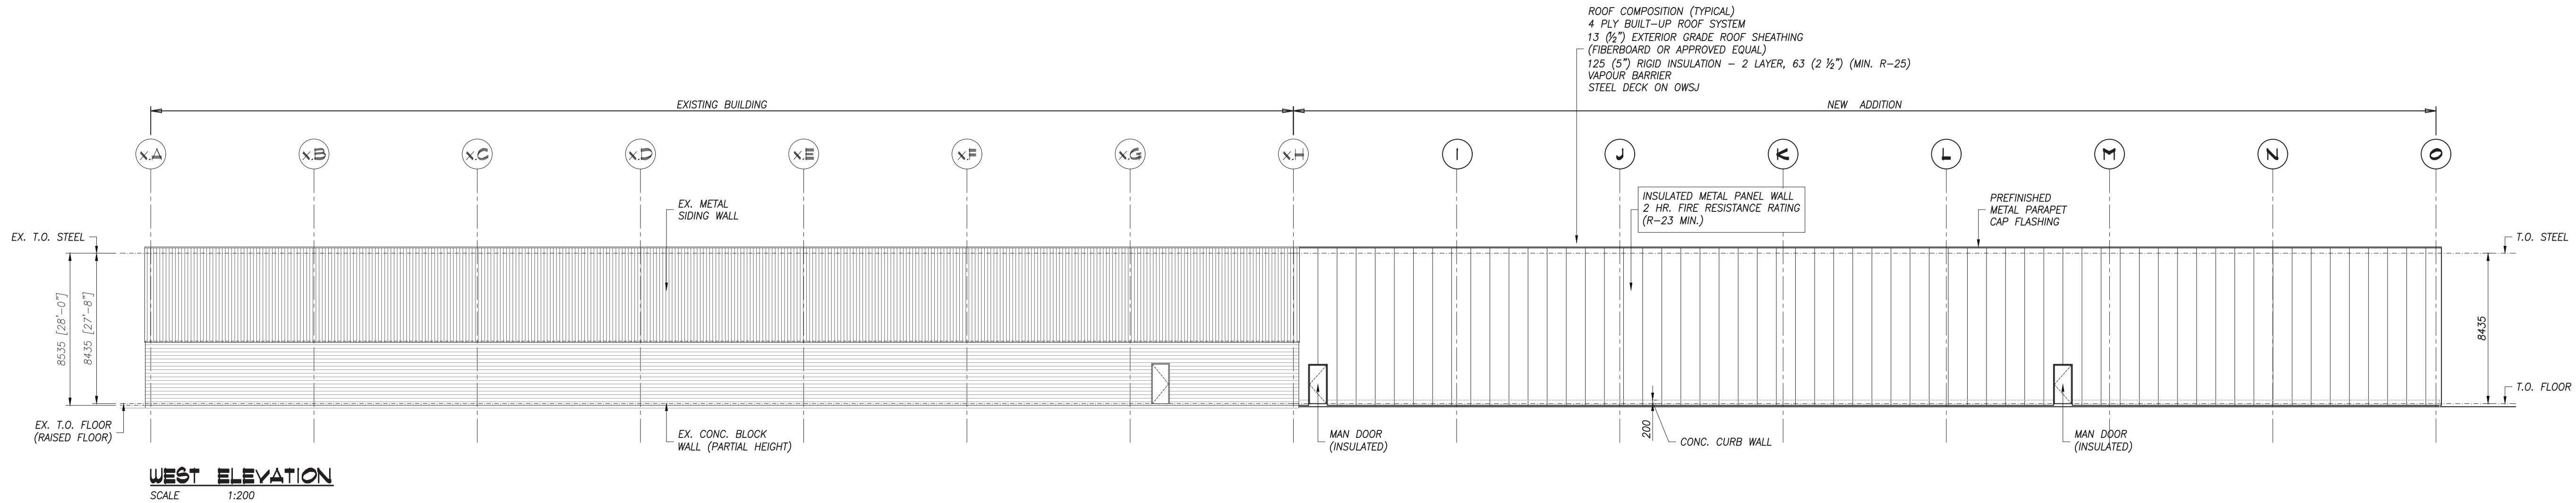 ROOF COMPOSITION (TYPICAL)
4 PLY BUILT-UP ROOF SYSTEM
13 (½") EXTERIOR GRADE ROOF SHEATHING
(FIBERBOARD OR APPROVED EQUAL)
125 (5") RIGID INSULATION - 2 LAYER, 63 (2 ½") (MIN. R-25)
VAPOUR BARRIER
STEEL DECK ON OWSJ
EXISTING BUILDING
NEW ADDITION
X.A
X.B
X.C
X.D
X.E
X.F
X.G
X.H
I
J
K
L
M
N
O
EX. METAL
SIDING WALL
INSULATED METAL PANEL WALL
2 HR. FIRE RESISTANCE RATING
(R-23 MIN.)
PREFINISHED
METAL PARAPET
CAP FLASHING
EX. T.O. STEEL
T.O. STEEL
8535 [28'-0"]
8435 [27'-8"]
8435
T.O. FLOOR
EX. T.O. FLOOR
(RAISED FLOOR)
EX. CONC. BLOCK
WALL (PARTIAL HEIGHT)
MAN DOOR
(INSULATED)
200
CONC. CURB WALL
MAN DOOR
(INSULATED)
WEST ELEVATION
SCALE 1:200